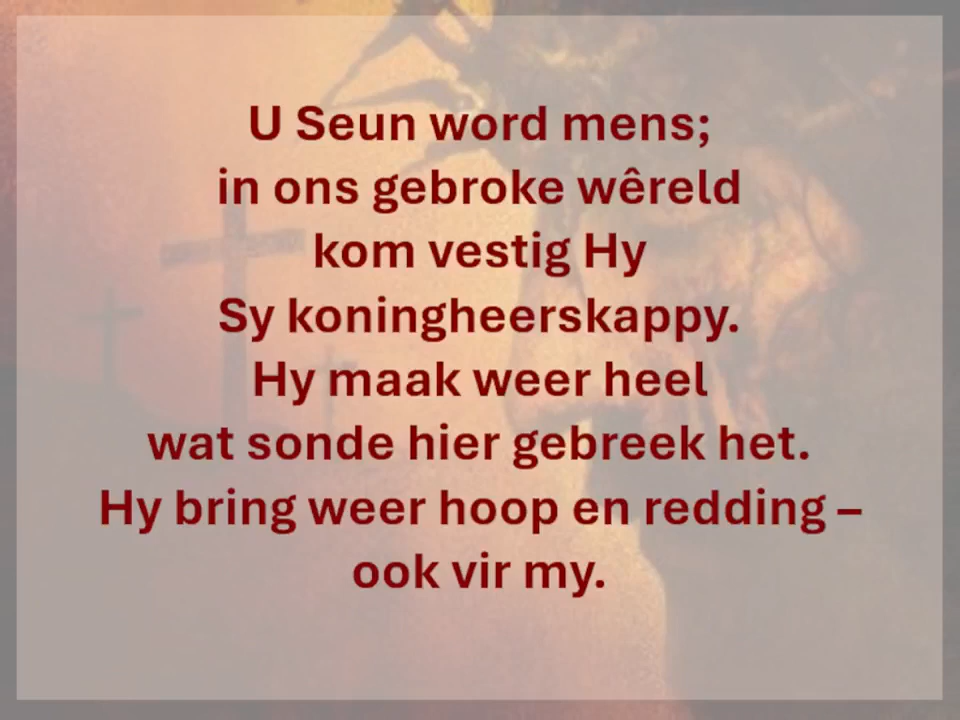 U Seun word mens;
in ons gebroke wêreld
kom vestig Hy
Sy koningheerskappy.
Hy maak weer heel
wat sonde hier gebreek het.
Hy bring weer hoop en redding –
ook vir my.